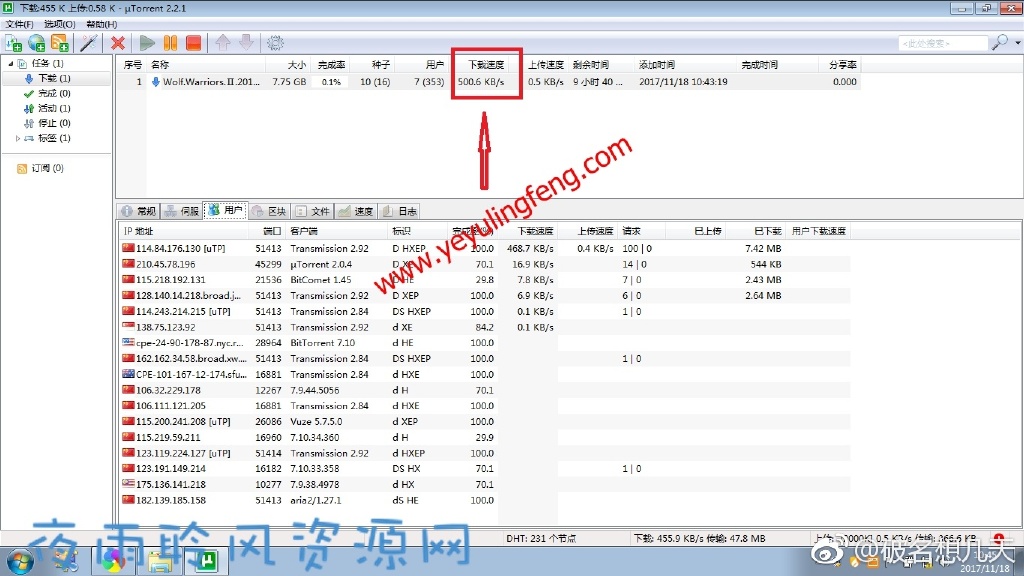 下载:455 K 上传:0.58 K - µTorrent 2.2.1
文件(F) 选项(O) 帮助(H)
<此处搜索>
任务 (1)
下载 (1)
完成 (0)
活动 (1)
停止 (0)
标签 (1)
订阅 (0)
序号 名称 大小 完成率 种子 用户 下载速度 上传速度 剩余时间 添加时间 完成时间 分享率
1 Wolf.Warriors.II.201... 7.75 GB 0.1% 10 (16) 7 (353) 500.6 KB/s 0.5 KB/s 9 小时 40 ... 2017/11/18 10:43:19 0.000
www.yeyulingfeng.com
常规 伺服 用户 区块 文件 速度 日志
IP 地址 端口 客户端 标识 下载速度 上传速度 请求 已上传 已下载 用户下载速度
114.84.176.130 [uTP] 51413 Transmission 2.92 D HXEP 100.0 468.7 KB/s 0.4 KB/s 100 | 0 7.42 MB
210.45.78.196 45299 µTorrent 2.0.4 70.1 16.9 KB/s 14 | 0 544 KB
115.218.192.131 21536 BitComet 1.45 29.8 7.8 KB/s 7 | 0 2.43 MB
128.140.14.218.broad.j... 51413 Transmission 2.92 D XEP 100.0 6.9 KB/s 6 | 0 2.64 MB
114.243.214.215 [uTP] 51413 Transmission 2.84 DS HXEP 100.0 0.1 KB/s 1 | 0
138.75.123.92 51413 Transmission 2.92 d XE 84.2 0.1 KB/s
cpe-24-90-178-87.nyc.r... 28964 BitTorrent 7.10 d HE 100.0
162.162.34.58.broad.xw.... 51413 Transmission 2.84 DS HXEP 100.0 1 | 0
CPE-101-167-12-174.sfu... 16881 Transmission 2.84 d HXE 100.0
106.32.229.178 12267 7.9.44.5056 d H 70.1
106.111.121.205 16881 Transmission 2.84 d HXE 100.0
115.200.241.208 [uTP] 26086 Vuze 5.7.5.0 d XEP 100.0
115.219.59.211 16960 7.10.34.360 d H 29.9
123.119.224.127 [uTP] 51414 Transmission 2.92 d HXEP 100.0
123.191.149.214 16182 7.10.33.358 DS HX 70.1 1 | 0
175.136.141.218 10277 7.9.38.4978 d HX 70.1
182.139.185.158 51413 aria2/1.27.1 dS HE 100.0
夜雨聆风资源网
DHT: 231 个节点 下载: 455.9 KB/s 传输: 47.8 MB
@破茗想几天
2017/11/18